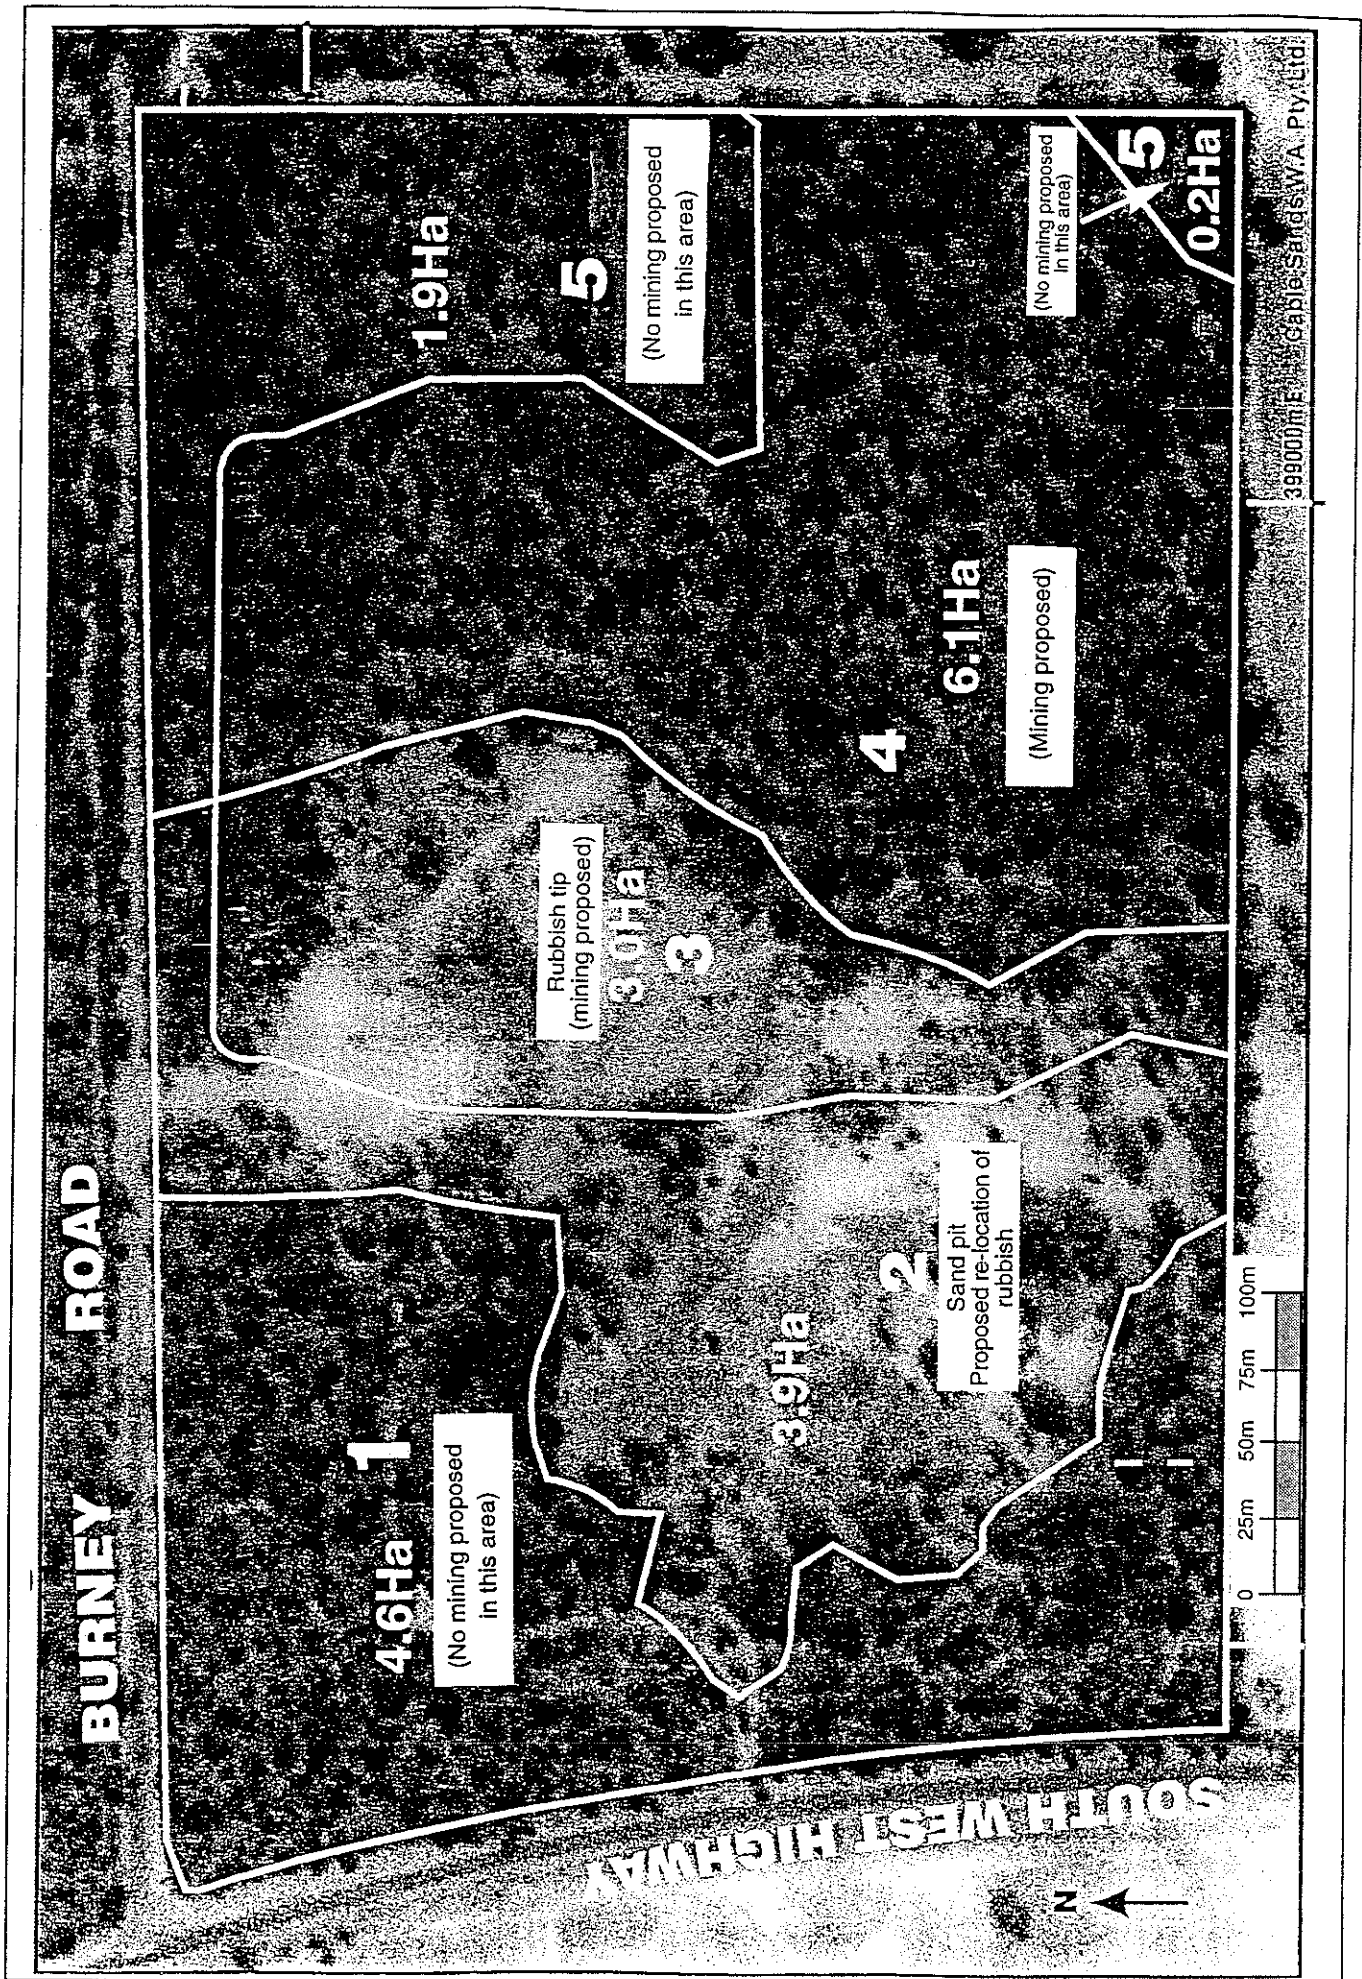 BURNEY ROAD
4.6Ha
1
(No mining proposed
in this area)
3.9Ha
2
Sand pit
Proposed re-location of
rubbish
Rubbish tip
(mining proposed)
3.0Ha
3
4
6.1Ha
(Mining proposed)
1.9Ha
5
(No mining proposed
in this area)
(No mining proposed
In this area)
5
0.2Ha
SOUTH WEST HIGHWAY
N
0 25m 50m 75m 100m
399000mE
Cable Sands W.A. Pty. Ltd.